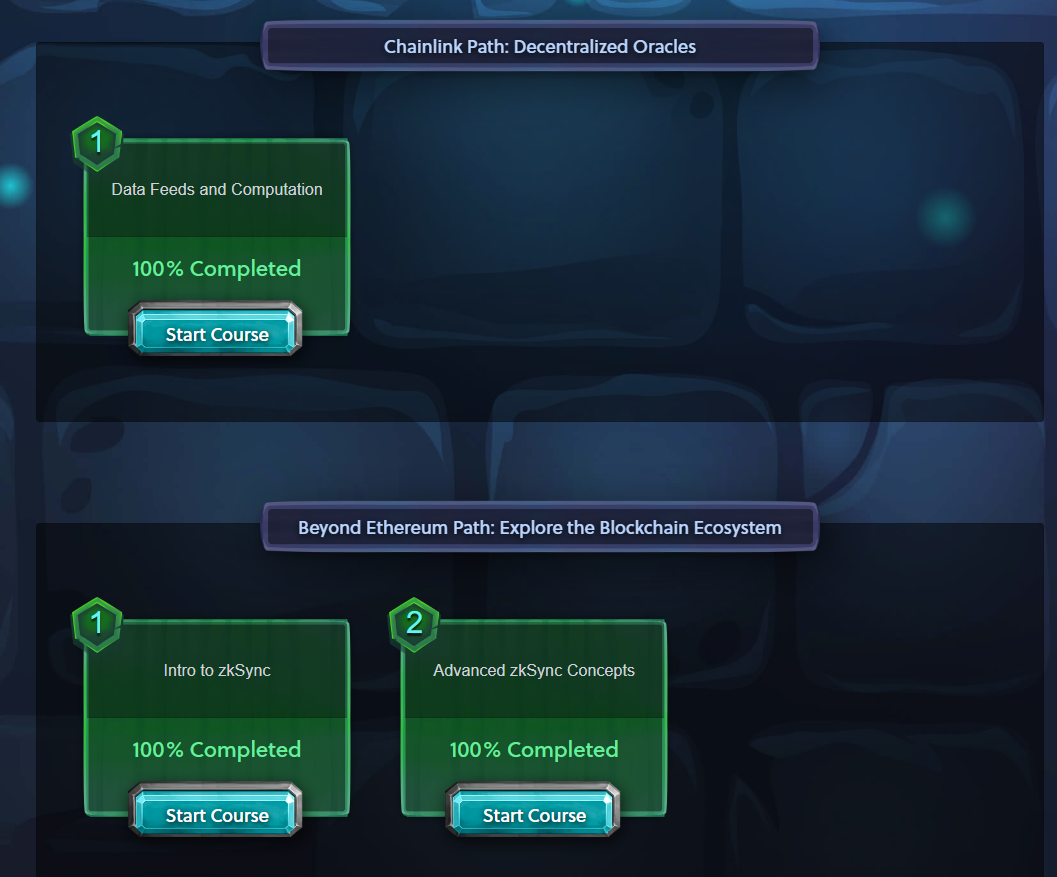 Chainlink Path: Decentralized Oracles
1
Data Feeds and Computation
100% Completed
Start Course
Beyond Ethereum Path: Explore the Blockchain Ecosystem
1
Intro to zkSync
100% Completed
Start Course
2
Advanced zkSync Concepts
100% Completed
Start Course